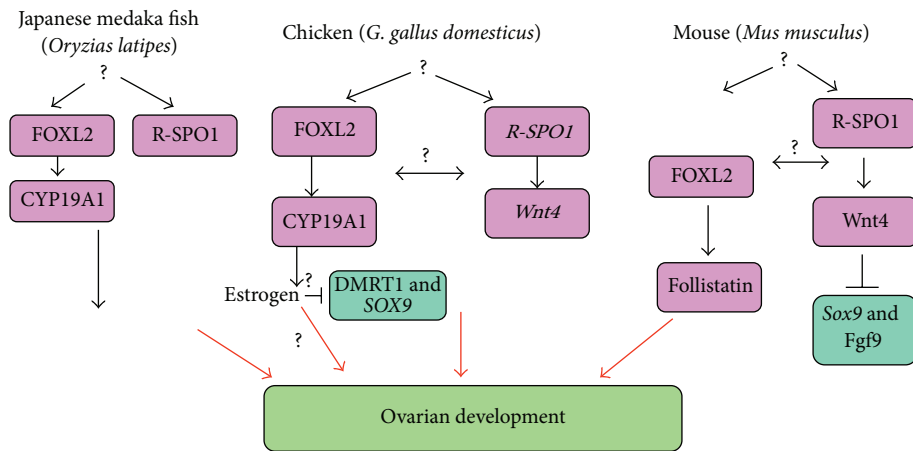 Japanese medaka fish
(Oryzias latipes)
?
FOXL2
R-SPO1
CYP19A1
Chicken (G. gallus domesticus)
?
FOXL2
R-SPO1
?
CYP19A1
Wnt4
?
Estrogen
DMRT1 and
SOX9
?
Mouse (Mus musculus)
?
R-SPO1
?
FOXL2
Wnt4
Follistatin
Sox9 and
Fgf9
Ovarian development